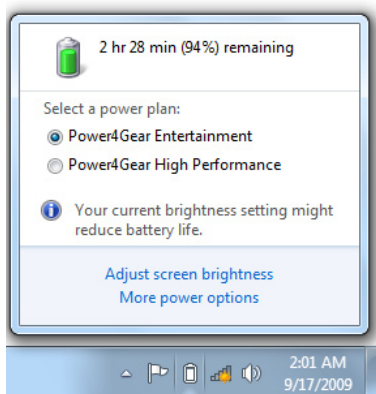 2 hr 28 min (94%) remaining
Select a power plan:
Power4Gear Entertainment
Power4Gear High Performance
Your current brightness setting might
reduce battery life.
Adjust screen brightness
More power options
2:01 AM
9/17/2009